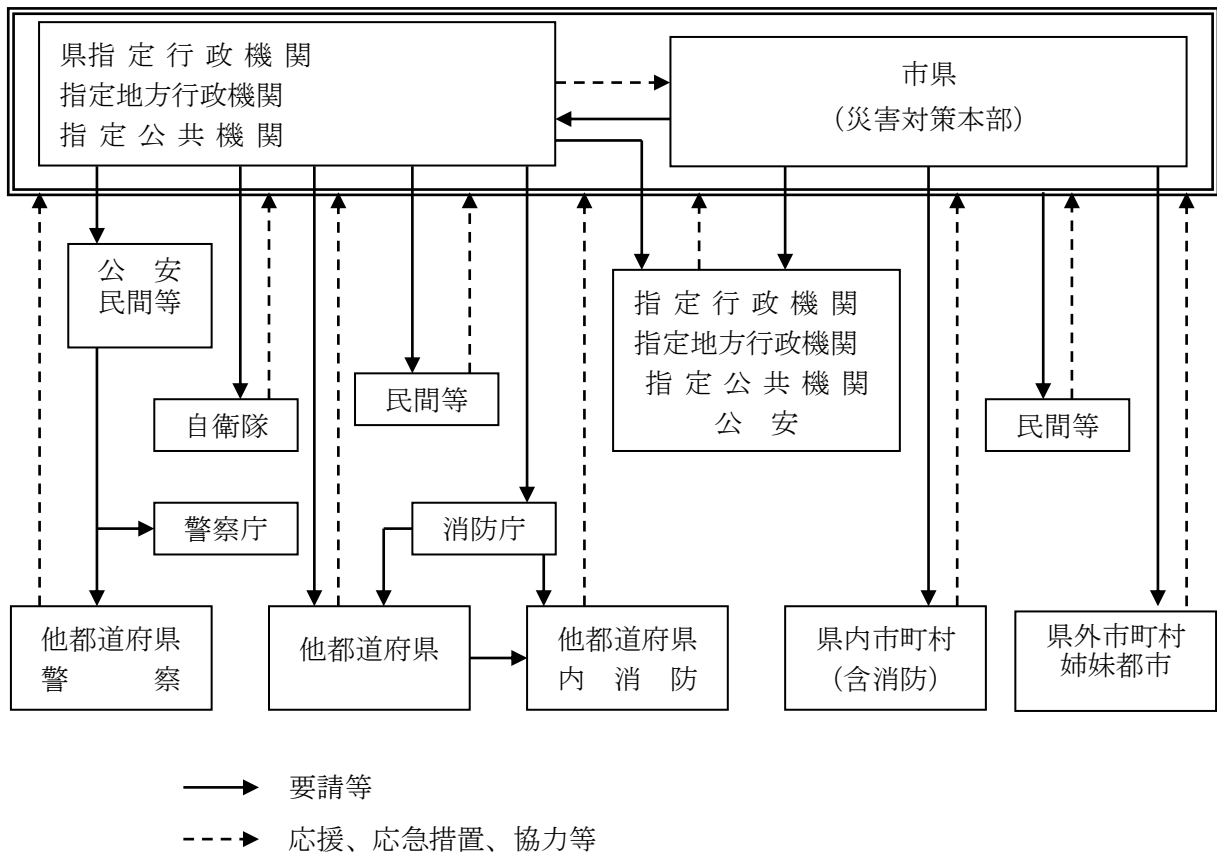 県指定行政機関
指定地方行政機関
指定公共機関
市県
(災害対策本部)
公　安
民間等
自衛隊
民間等
指定行政機関
指定地方行政機関
指定公共機関
公　安
民間等
警察庁
消防庁
他都道府県
警　　察
他都道府県
他都道府県
内消防
県内市町村
(含消防)
県外市町村
姉妹都市
要請等
応援、応急措置、協力等